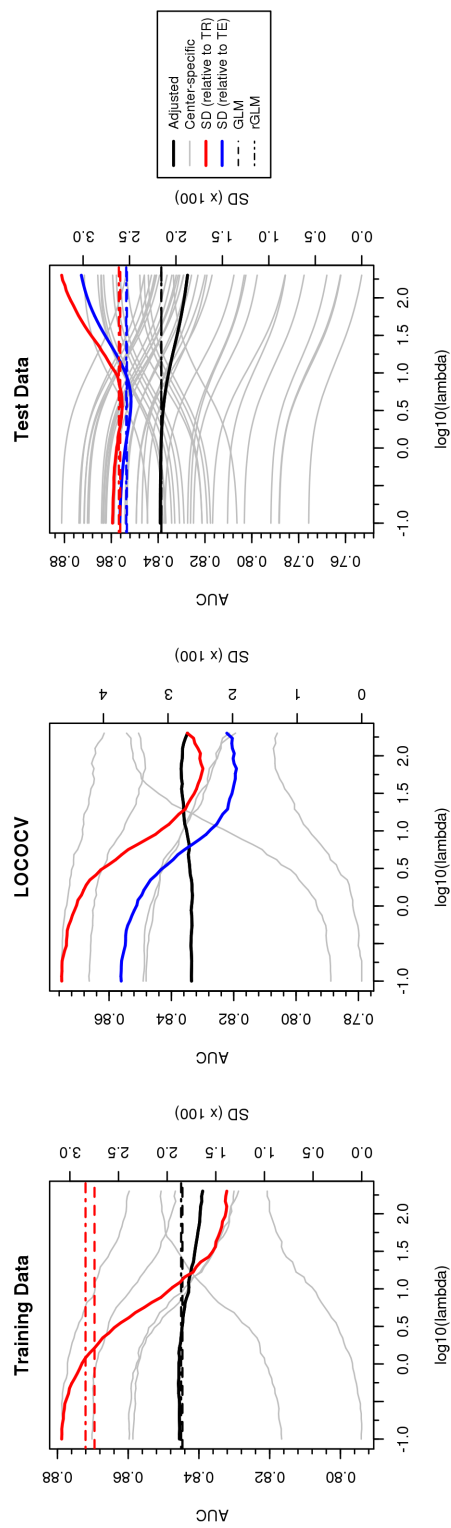 Training Data
AUC
0.88
0.86
0.84
0.82
0.80
SD (x 100)
3.0
2.5
2.0
1.5
1.0
0.5
0.0
-1.0 0.0 0.5 1.0 1.5 2.0
log10(lambda)
LOCOCV
AUC
0.86
0.84
0.82
0.80
0.78
SD (x 100)
4
3
2
1
0
-1.0 0.0 0.5 1.0 1.5 2.0
log10(lambda)
Test Data
AUC
0.88
0.86
0.84
0.82
0.80
0.78
0.76
SD (x 100)
3.0
2.5
2.0
1.5
1.0
0.5
0.0
-1.0 0.0 0.5 1.0 1.5 2.0
log10(lambda)
Adjusted
Center-specific
SD (relative to TR)
SD (relative to TE)
GLM
rGLM